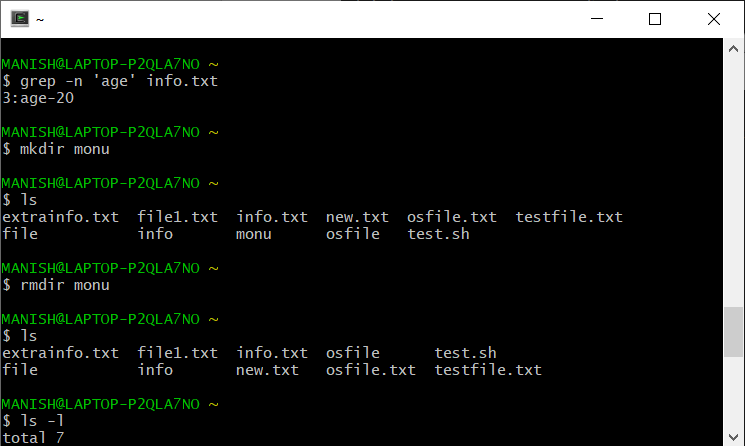 ~
MANISH@LAPTOP-P2QLA7NO ~
$ grep -n 'age' info.txt
3:age-20
MANISH@LAPTOP-P2QLA7NO ~
$ mkdir monu
MANISH@LAPTOP-P2QLA7NO ~
$ ls
extrainfo.txt  file1.txt  info.txt  new.txt  osfile.txt  testfile.txt
file           info       monu      osfile   test.sh
MANISH@LAPTOP-P2QLA7NO ~
$ rmdir monu
MANISH@LAPTOP-P2QLA7NO ~
$ ls
extrainfo.txt  file1.txt  info.txt  osfile      test.sh
file           info       new.txt   osfile.txt  testfile.txt
MANISH@LAPTOP-P2QLA7NO ~
$ ls -l
total 7